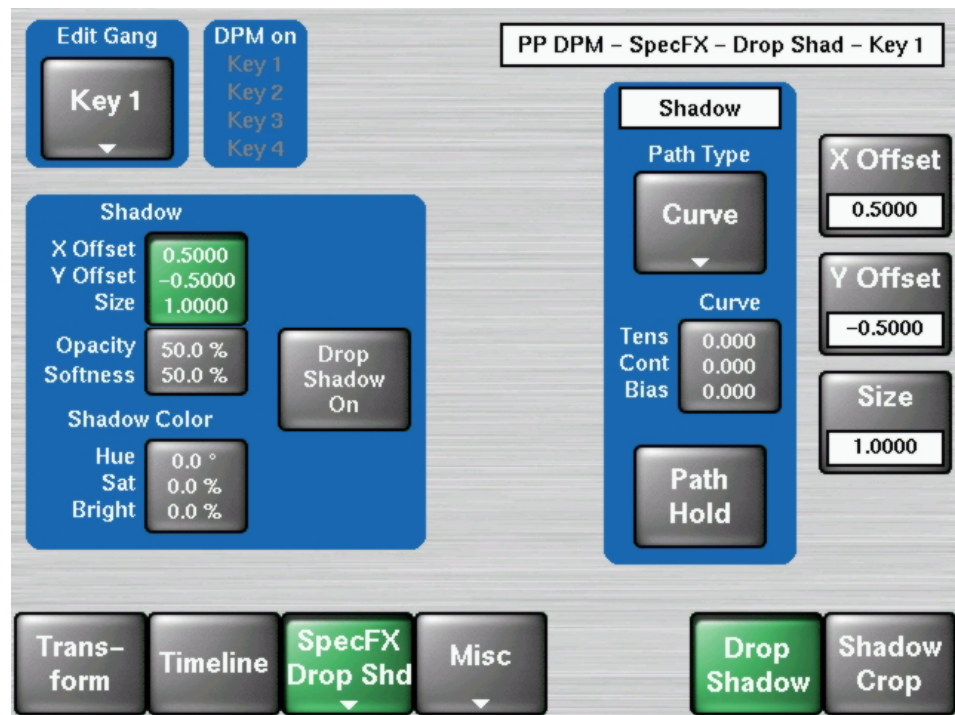 Edit Gang
Key 1
DPM on
Key 1
Key 2
Key 3
Key 4
PP DPM – SpecFX – Drop Shad – Key 1
Shadow
X Offset 0.5000
Y Offset –0.5000
Size 1.0000
Opacity 50.0 %
Softness 50.0 %
Drop
Shadow
On
Shadow Color
Hue 0.0 °
Sat 0.0 %
Bright 0.0 %
Shadow
Path Type
Curve
Curve
Tens 0.000
Cont 0.000
Bias 0.000
Path
Hold
X Offset
0.5000
Y Offset
–0.5000
Size
1.0000
Trans–
form
Timeline
SpecFX
Drop Shd
Misc
Drop
Shadow
Shadow
Crop